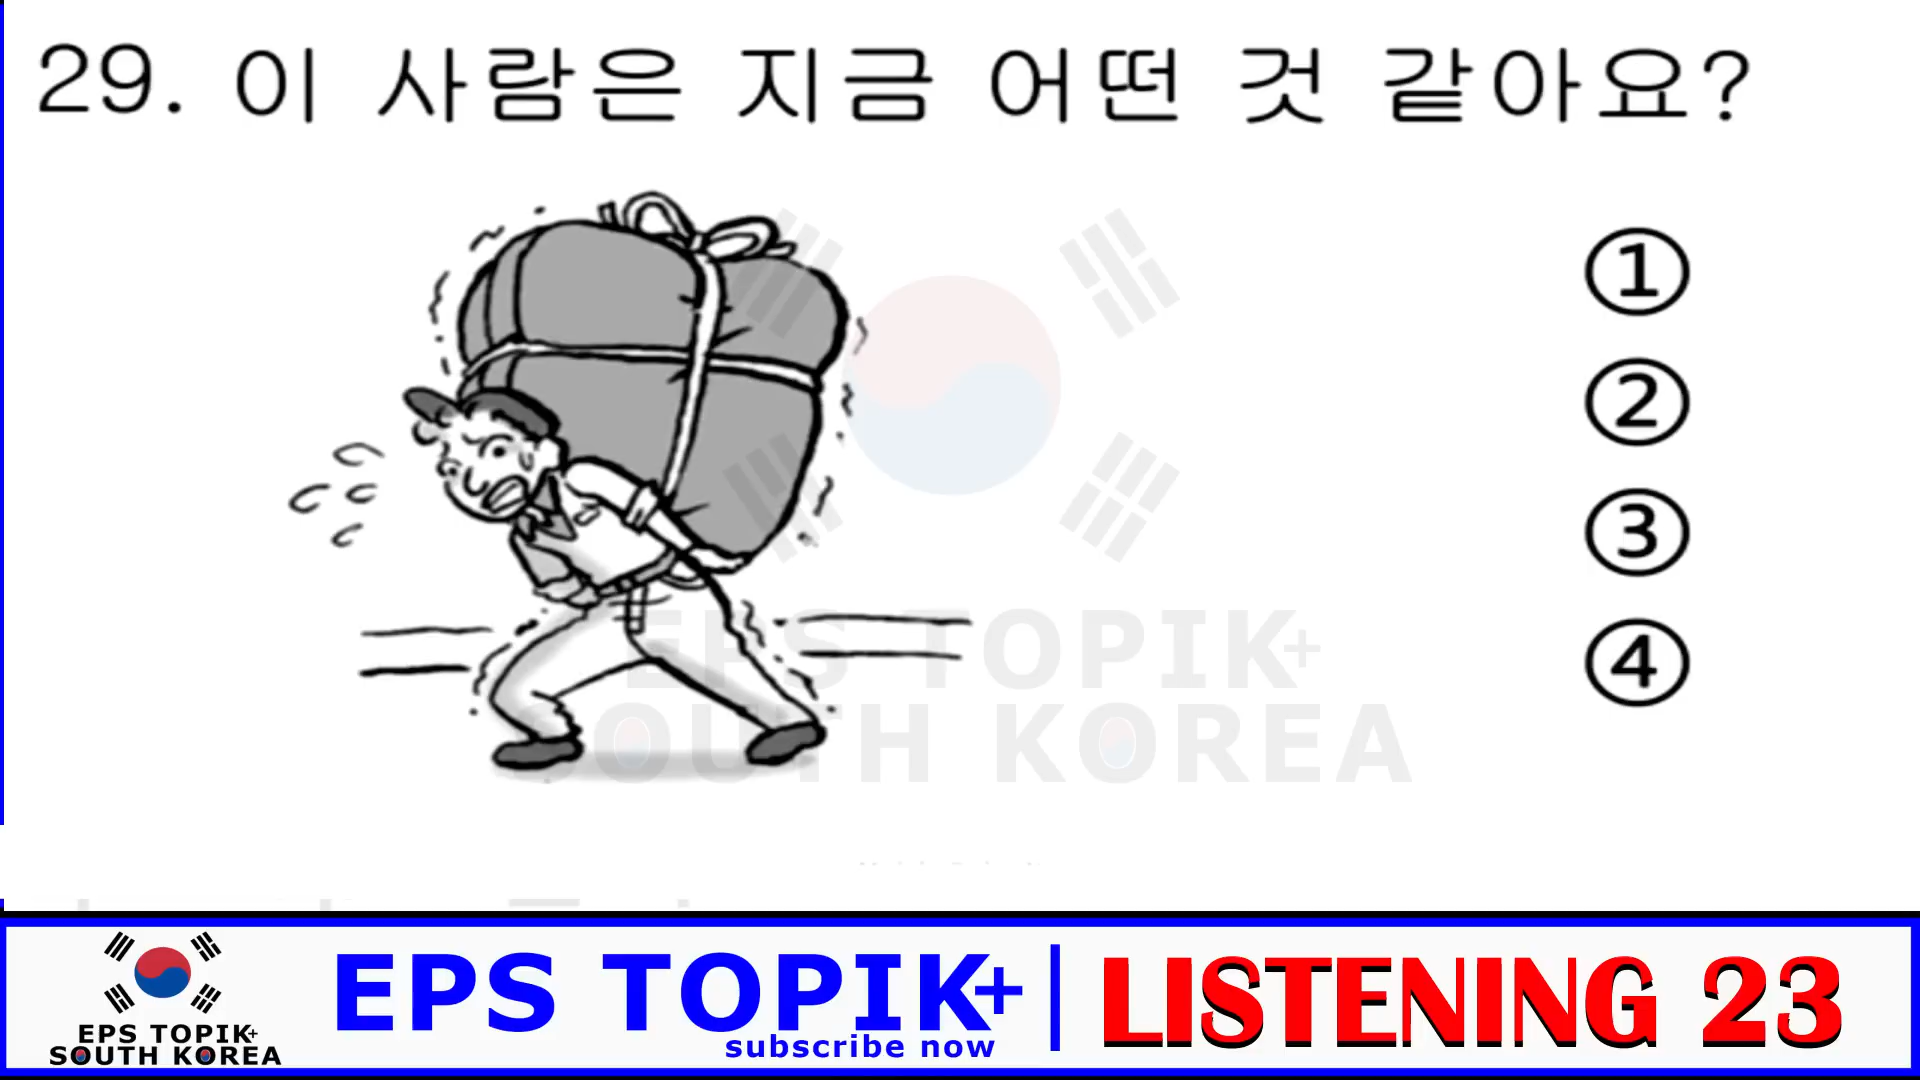 29. 이 사람은 지금 어떤 것 같아요?
①
②
③
④
EPS TOPIK+
SOUTH KOREA
EPS TOPIK+
SOUTH KOREA
EPS TOPIK+
subscribe now
LISTENING 23